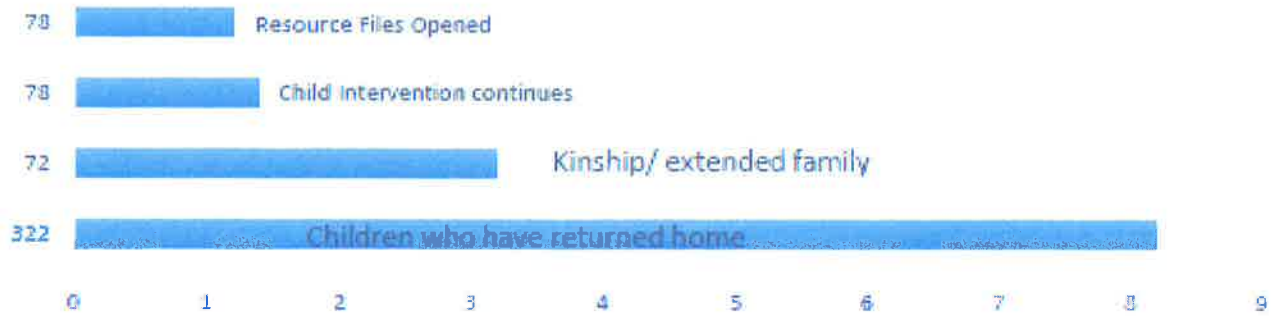 78 Resource Files Opened
78 Child Intervention continues
72 Kinship/ extended family
322 Children who have returned home
0 1 2 3 4 5 6 7 8 9